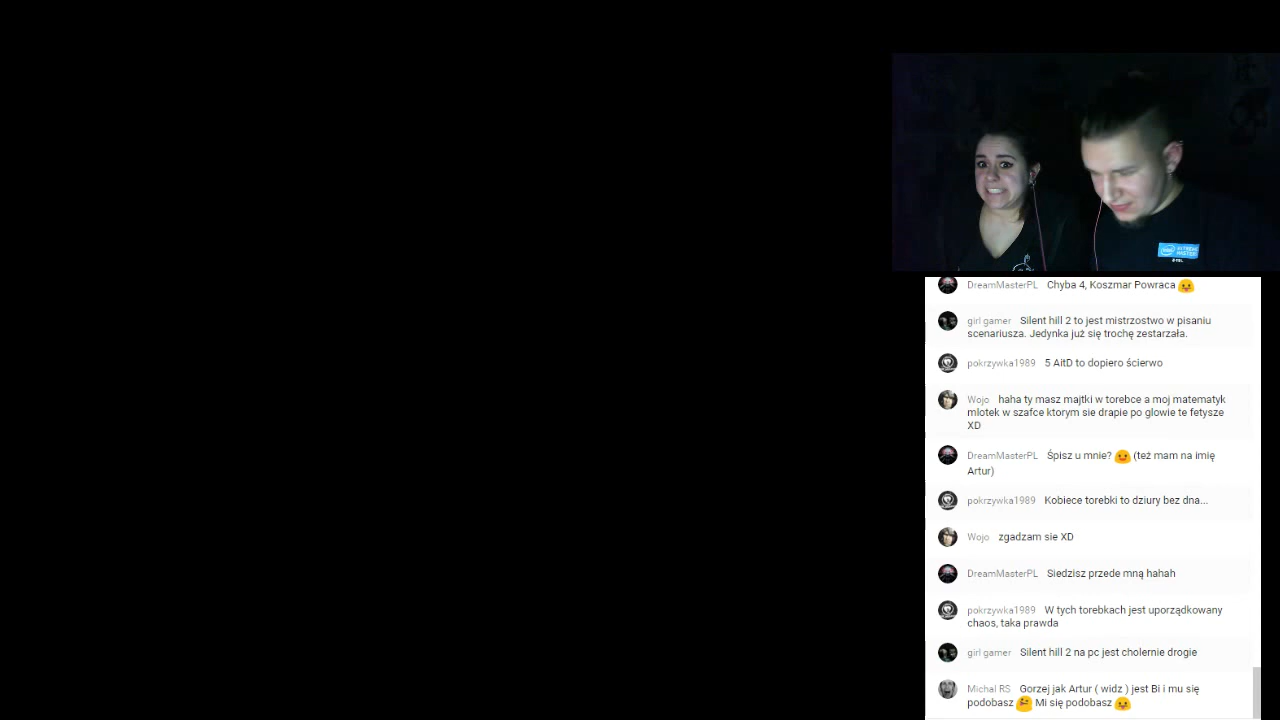 DreamMasterPL Chyba 4, Koszmar Powraca
girl gamer Silent hill 2 to jest mistrzostwo w pisaniu
scenariusza. Jedynka już się trochę zestarzała.
pokrzywka1989 5 AitD to dopiero ścierwo
Wojo haha ty masz majtki w torebce a moj matematyk
mlotek w szafce ktorym sie drapie po glowie te fetysze
XD
DreamMasterPL Śpisz u mnie? (też mam na imię
Artur)
pokrzywka1989 Kobiece torebki to dziury bez dna...
Wojo zgadzam sie XD
DreamMasterPL Siedzisz przede mną hahah
pokrzywka1989 W tych torebkach jest uporządkowany
chaos, taka prawda
girl gamer Silent hill 2 na pc jest cholernie drogie
Michal RS Gorzej jak Artur ( widz ) jest Bi i mu się
podobasz Mi się podobasz